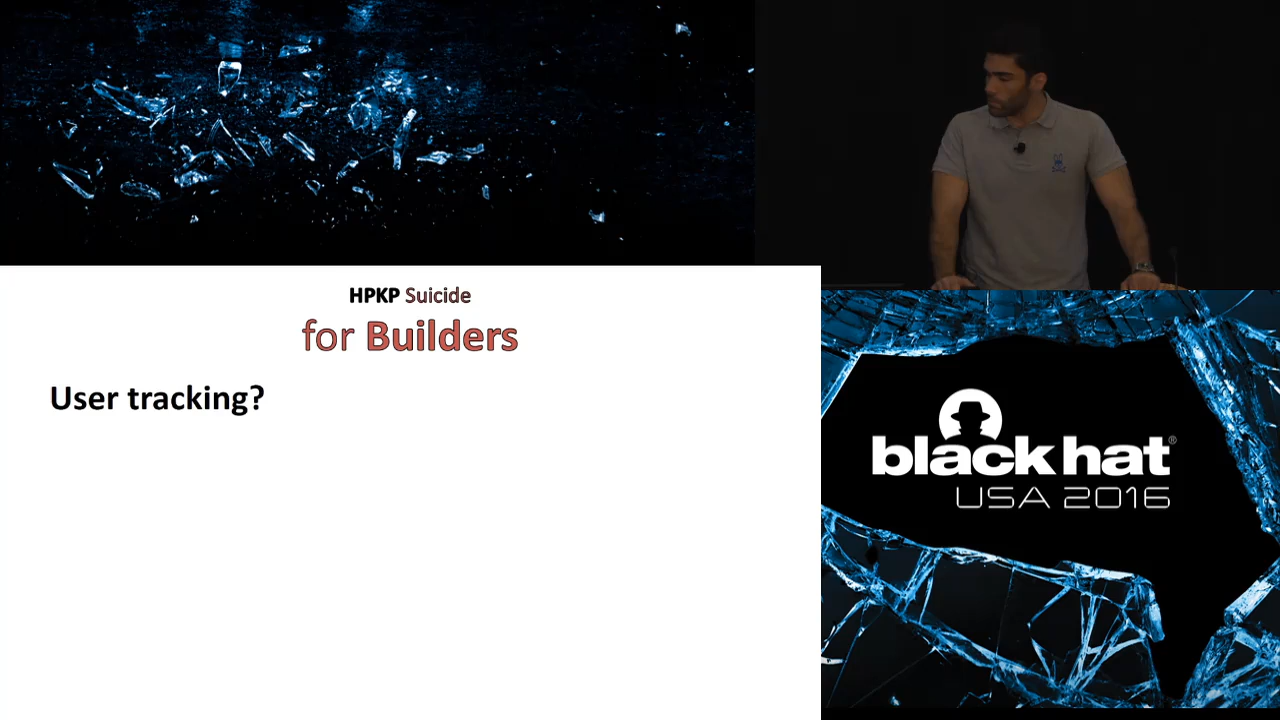 HPKP Suicide
for Builders
User tracking?
black hat®
USA 2016